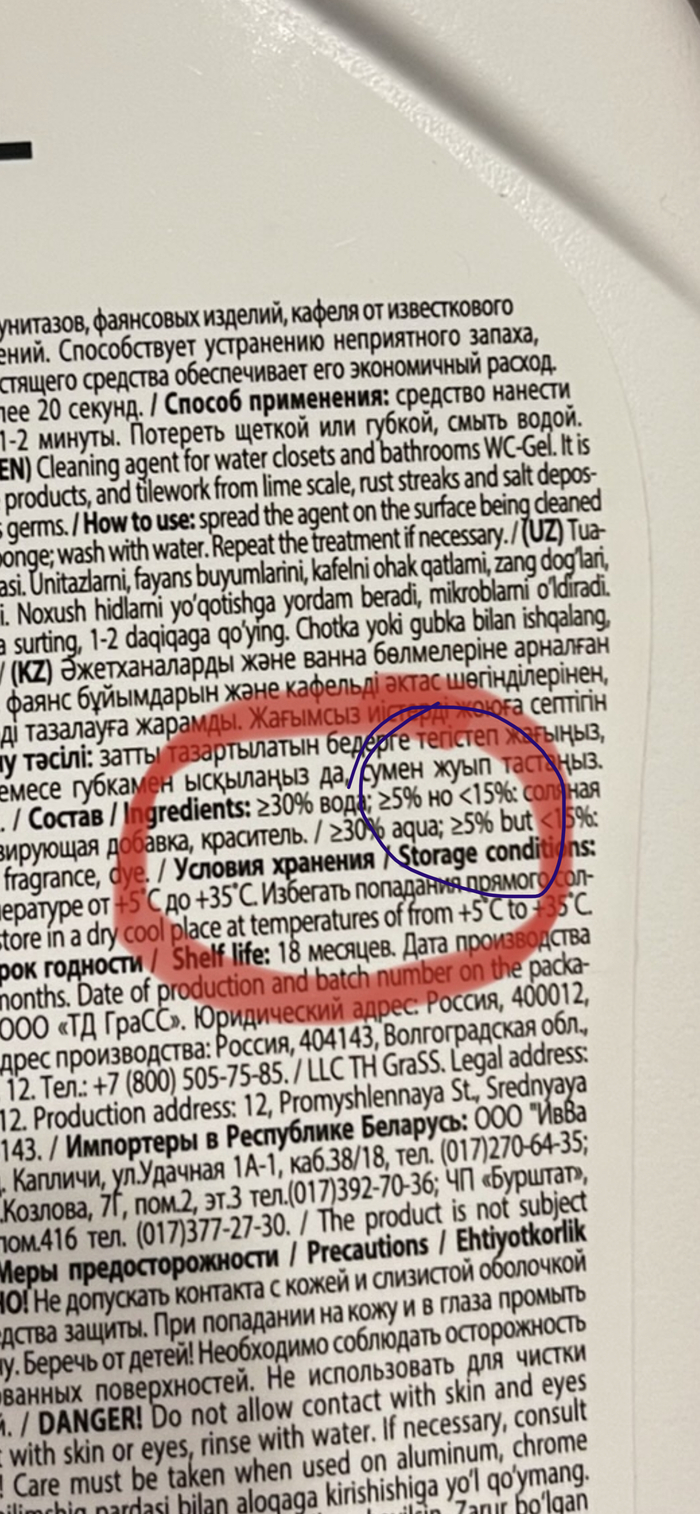 унитазов, фаянсовых изделий, кафеля от известкового
ений. Способствует устранению неприятного запаха,
стящего средства обеспечивает его экономичный расход.
лее 20 секунд. / Способ применения: средство нанести
1-2 минуты. Потереть щеткой или губкой, смыть водой.
EN) Cleaning agent for water closets and bathrooms WC-Gel. It is
products, and tilework from lime scale, rust streaks and salt depos-
s germs. / How to use: spread the agent on the surface being cleaned
onge; wash with water. Repeat the treatment if necessary. / (UZ) Tua-
asi. Unitazlarni, fayans buyumlarini, kafelni ohak qatlami, zang dog'lari,
i. Noxush hidlarni yo'qotishga yordam beradi, mikroblarni o'ldiradi.
a surting, 1-2 daqiqaga qo'ying. Chotka yoki gubka bilan ishqalang,
/ (KZ) Әжетханаларды және ванна бөлмелеріне арналған
фаянс бұйымдарын және кафельді әктас шөгінділерінен,
ді тазалауға жарамды. Жағымсыз иістерді жоюға септігін
у тәсілі: затты тазартылатын бедерге тегістеп жағыңыз,
емесе губкамен ысқылаңыз да, сумен жуып тастаңыз.
. / Состав / Ingredients: ≥30% вода; ≥5% но <15%: соляная
зирующая добавка, краситель. / ≥30% aqua; ≥5% but <15%:
fragrance, dye. / Условия хранения / Storage conditions:
ературе от +5˚C до +35˚C. Избегать попадания прямого сол-
tore in a dry cool place at temperatures of from +5˚C to +35˚C.
рок годности / Shelf life: 18 месяцев. Дата производства
months. Date of production and batch number on the packa-
ООО «ТД ГраСС». Юридический адрес: Россия, 400012,
дрес производства: Россия, 404143, Волгоградская обл.,
12. Тел.: +7 (800) 505-75-85. / LLC TH GraSS. Legal address:
12. Production address: 12, Promyshlennaya St., Srednyaya
143. / Импортеры в Республике Беларусь: ООО "ИвВа
. Капличи, ул.Удачная 1А-1, каб.38/18, тел. (017)270-64-35;
.Козлова, 7Г, пом.2, эт.3 тел.(017)392-70-36; ЧП «Бурштат»,
пом.416 тел. (017)377-27-30. / The product is not subject
Меры предосторожности / Precautions / Ehtiyotkorlik
НО! Не допускать контакта с кожей и слизистой оболочкой
дства защиты. При попадании на кожу и в глаза промыть
у. Беречь от детей! Необходимо соблюдать осторожность
ованных поверхностей. Не использовать для чистки
й. / DANGER! Do not allow contact with skin and eyes
t with skin or eyes, rinse with water. If necessary, consult
! Care must be taken when used on aluminum, chrome
pardasi bilan aloqaga kirishishiga yo'l qo'ymang.
Zarur bo'lgan